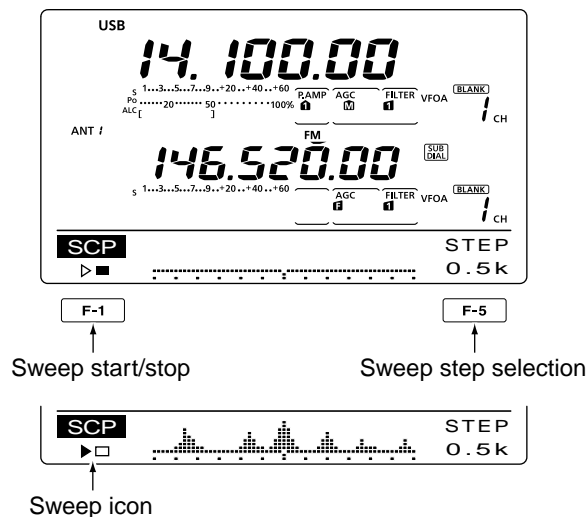 USB
14.100.00
S 1...3...5...7...9..+20..+40..+60 P.AMP AGC FILTER VFOA BLANK
Po ......20........50........100% 1 M 1 1 CH
ALC [ ]
ANT 1
FM
146.520.00 SUB DIAL
S 1...3...5...7...9..+20..+40..+60 AGC FILTER VFOA BLANK
F 1 1 CH
SCP STEP
0.5k
F-1 F-5
Sweep start/stop Sweep step selection
SCP STEP
0.5k
Sweep icon